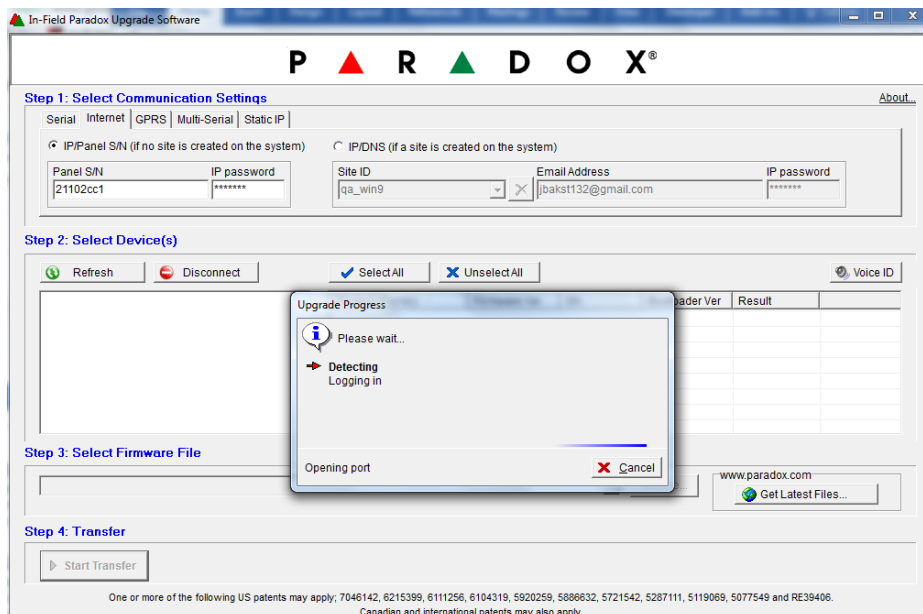 In-Field Paradox Upgrade Software
PARADOX®
Step 1: Select Communication Settings
About...
Serial Internet GPRS Multi-Serial Static IP
IP/Panel S/N (if no site is created on the system) IP/DNS (if a site is created on the system)
Panel S/N IP password Site ID Email Address IP password
21102cc1 ******* qa_win9 jbakst132@gmail.com *******
Step 2: Select Device(s)
Refresh Disconnect Select All Unselect All Voice ID
Result
Upgrade Progress
Please wait...
Detecting
Logging in
Opening port Cancel
Step 3: Select Firmware File
www.paradox.com
Get Latest Files...
Step 4: Transfer
Start Transfer
One or more of the following US patents may apply; 7046142, 6215399, 6111256, 6104319, 5920259, 5886632, 5721542, 5287111, 5119069, 5077549 and RE39406.
Canadian and international patents may also apply